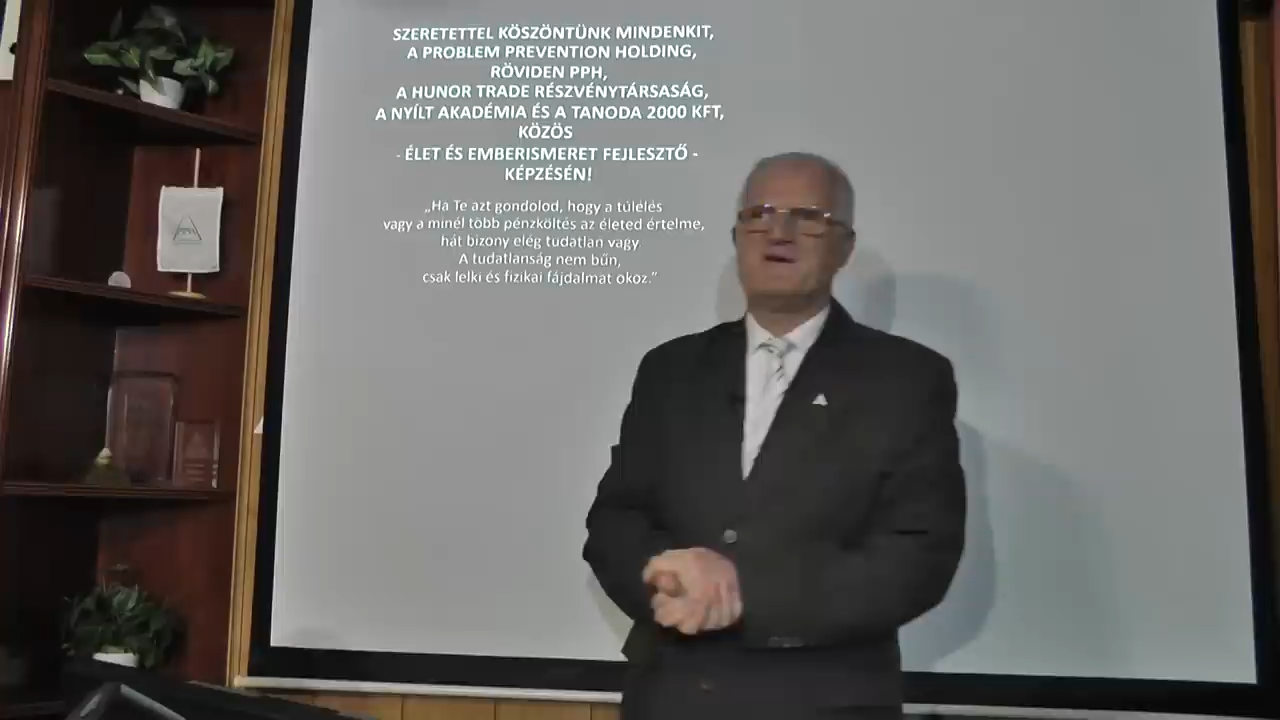 SZERETETTEL KÖSZÖNTÜNK MINDENKIT,
A PROBLEM PREVENTION HOLDING,
RÖVIDEN PPH,
A HUNOR TRADE RÉSZVÉNYTÁRSASÁG,
A NYÍLT AKADÉMIA ÉS A TANODA 2000 KFT,
KÖZÖS
- ÉLET ÉS EMBERISMERET FEJLESZTŐ -
KÉPZÉSÉN!
„Ha Te azt gondolod, hogy a túlélés
vagy a minél több pénzköltés az életed értelme,
hát bizony elég tudatlan vagy.
A tudatlanság nem bűn,
csak lelki és fizikai fájdalmat okoz."